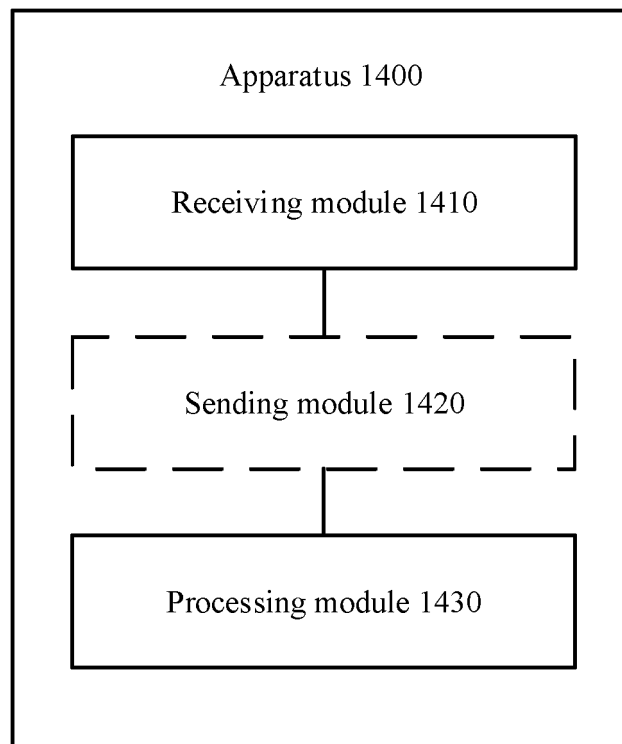 Apparatus 1400
Receiving module 1410
Sending module 1420
Processing module 1430